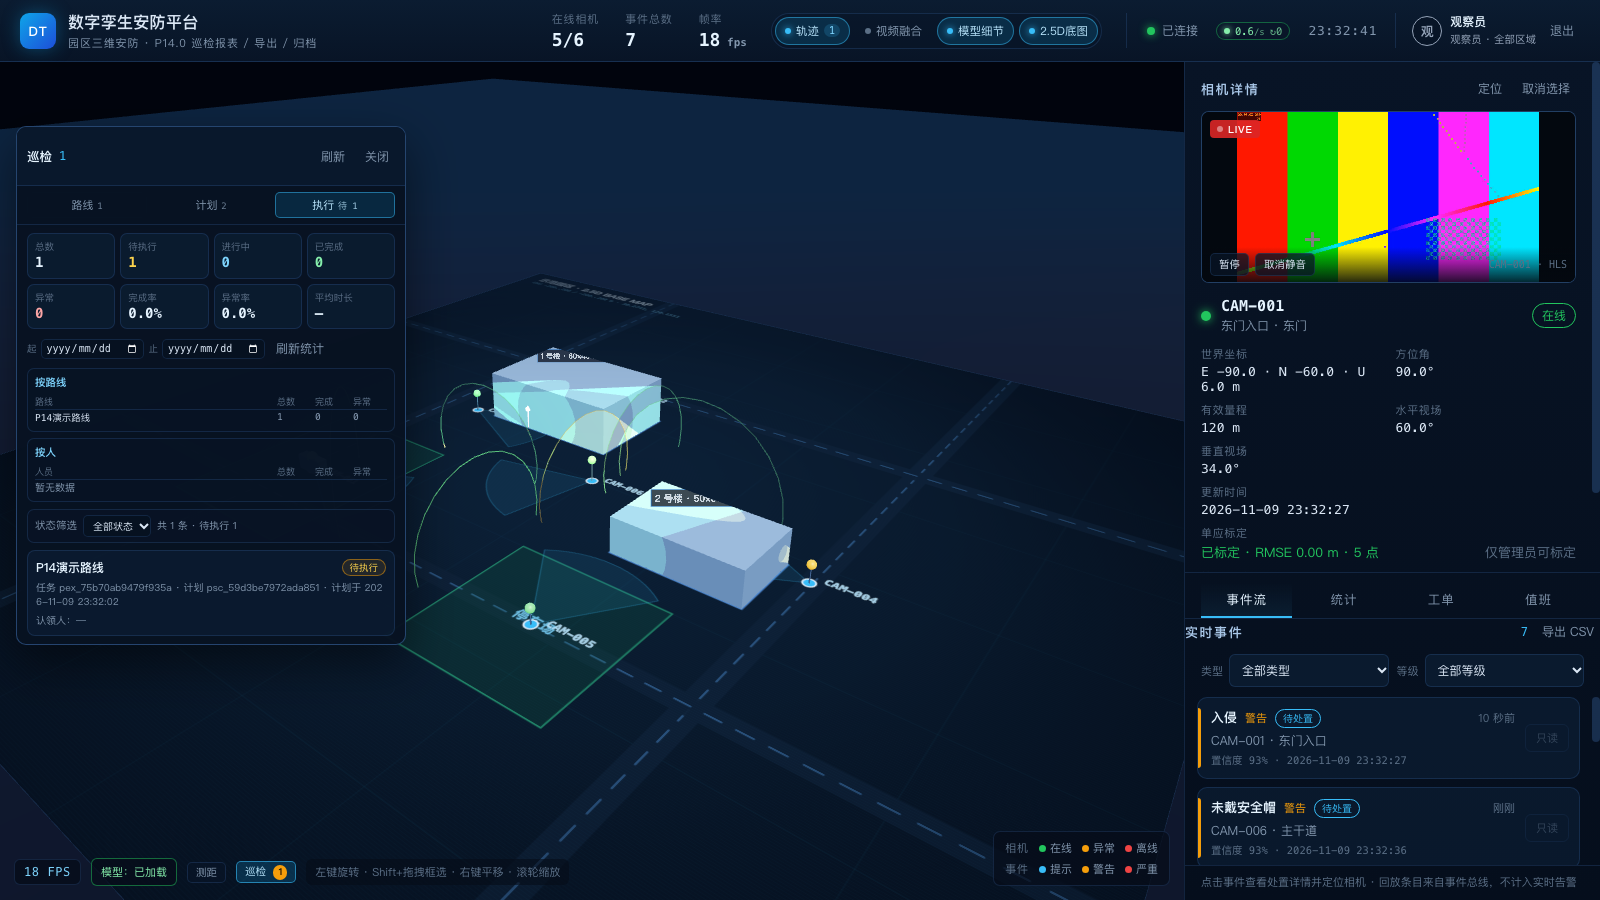 DT
数字孪生安防平台
园区三维安防 · P14.0 巡检报表 / 导出 / 归档
在线相机
5/6
事件总数
7
帧率
18 fps
轨迹 1
视频融合
模型细节
2.5D底图
已连接
0.6/s ↻0
23:32:41
观
观察员
观察员 · 全部区域
退出
巡检 1
刷新
关闭
路线 1
计划 2
执行 待 1
总数
1
待执行
1
进行中
0
已完成
0
异常
0
完成率
0.0%
异常率
0.0%
平均时长
—
起 yyyy/mm/dd
止 yyyy/mm/dd
刷新统计
按路线
路线 总数 完成 异常
P14演示路线 1 0 0
按人
人员 总数 完成 异常
暂无数据
状态筛选 全部状态 共 1 条 · 待执行 1
P14演示路线
待执行
任务 pex_75b70ab9479f935a · 计划 psc_59d3be7972ada851 · 计划于 202
6-11-09 23:32:02
认领人: —
1 号楼 · 60x40
2 号楼 · 50x
CAM-006
CAM-004
CAM-005
停车场
18 FPS
模型: 已加载
测距
巡检 1
左键旋转 · Shift+拖拽框选 · 右键平移 · 滚轮缩放
相机 在线 异常 离线
事件 提示 警告 严重
相机详情
定位
取消选择
LIVE
暂停
取消静音
CAM-001 · HLS
CAM-001
东门入口 · 东门
在线
世界坐标
E -90.0 · N -60.0 · U
6.0 m
方位角
90.0°
有效量程
120 m
水平视场
60.0°
垂直视场
34.0°
更新时间
2026-11-09 23:32:27
单应标定
已标定 · RMSE 0.00 m · 5 点
仅管理员可标定
事件流
统计
工单
值班
实时事件
7
导出 CSV
类型 全部类型
等级 全部等级
入侵 警告 待处置
10 秒前
CAM-001 · 东门入口
置信度 93% · 2026-11-09 23:32:27
只读
未戴安全帽 警告 待处置
刚刚
CAM-006 · 主干道
置信度 91% · 2026-11-09 23:32:36
只读
点击事件查看处置详情并定位相机 · 回放条目来自事件总线，不计入实时告警